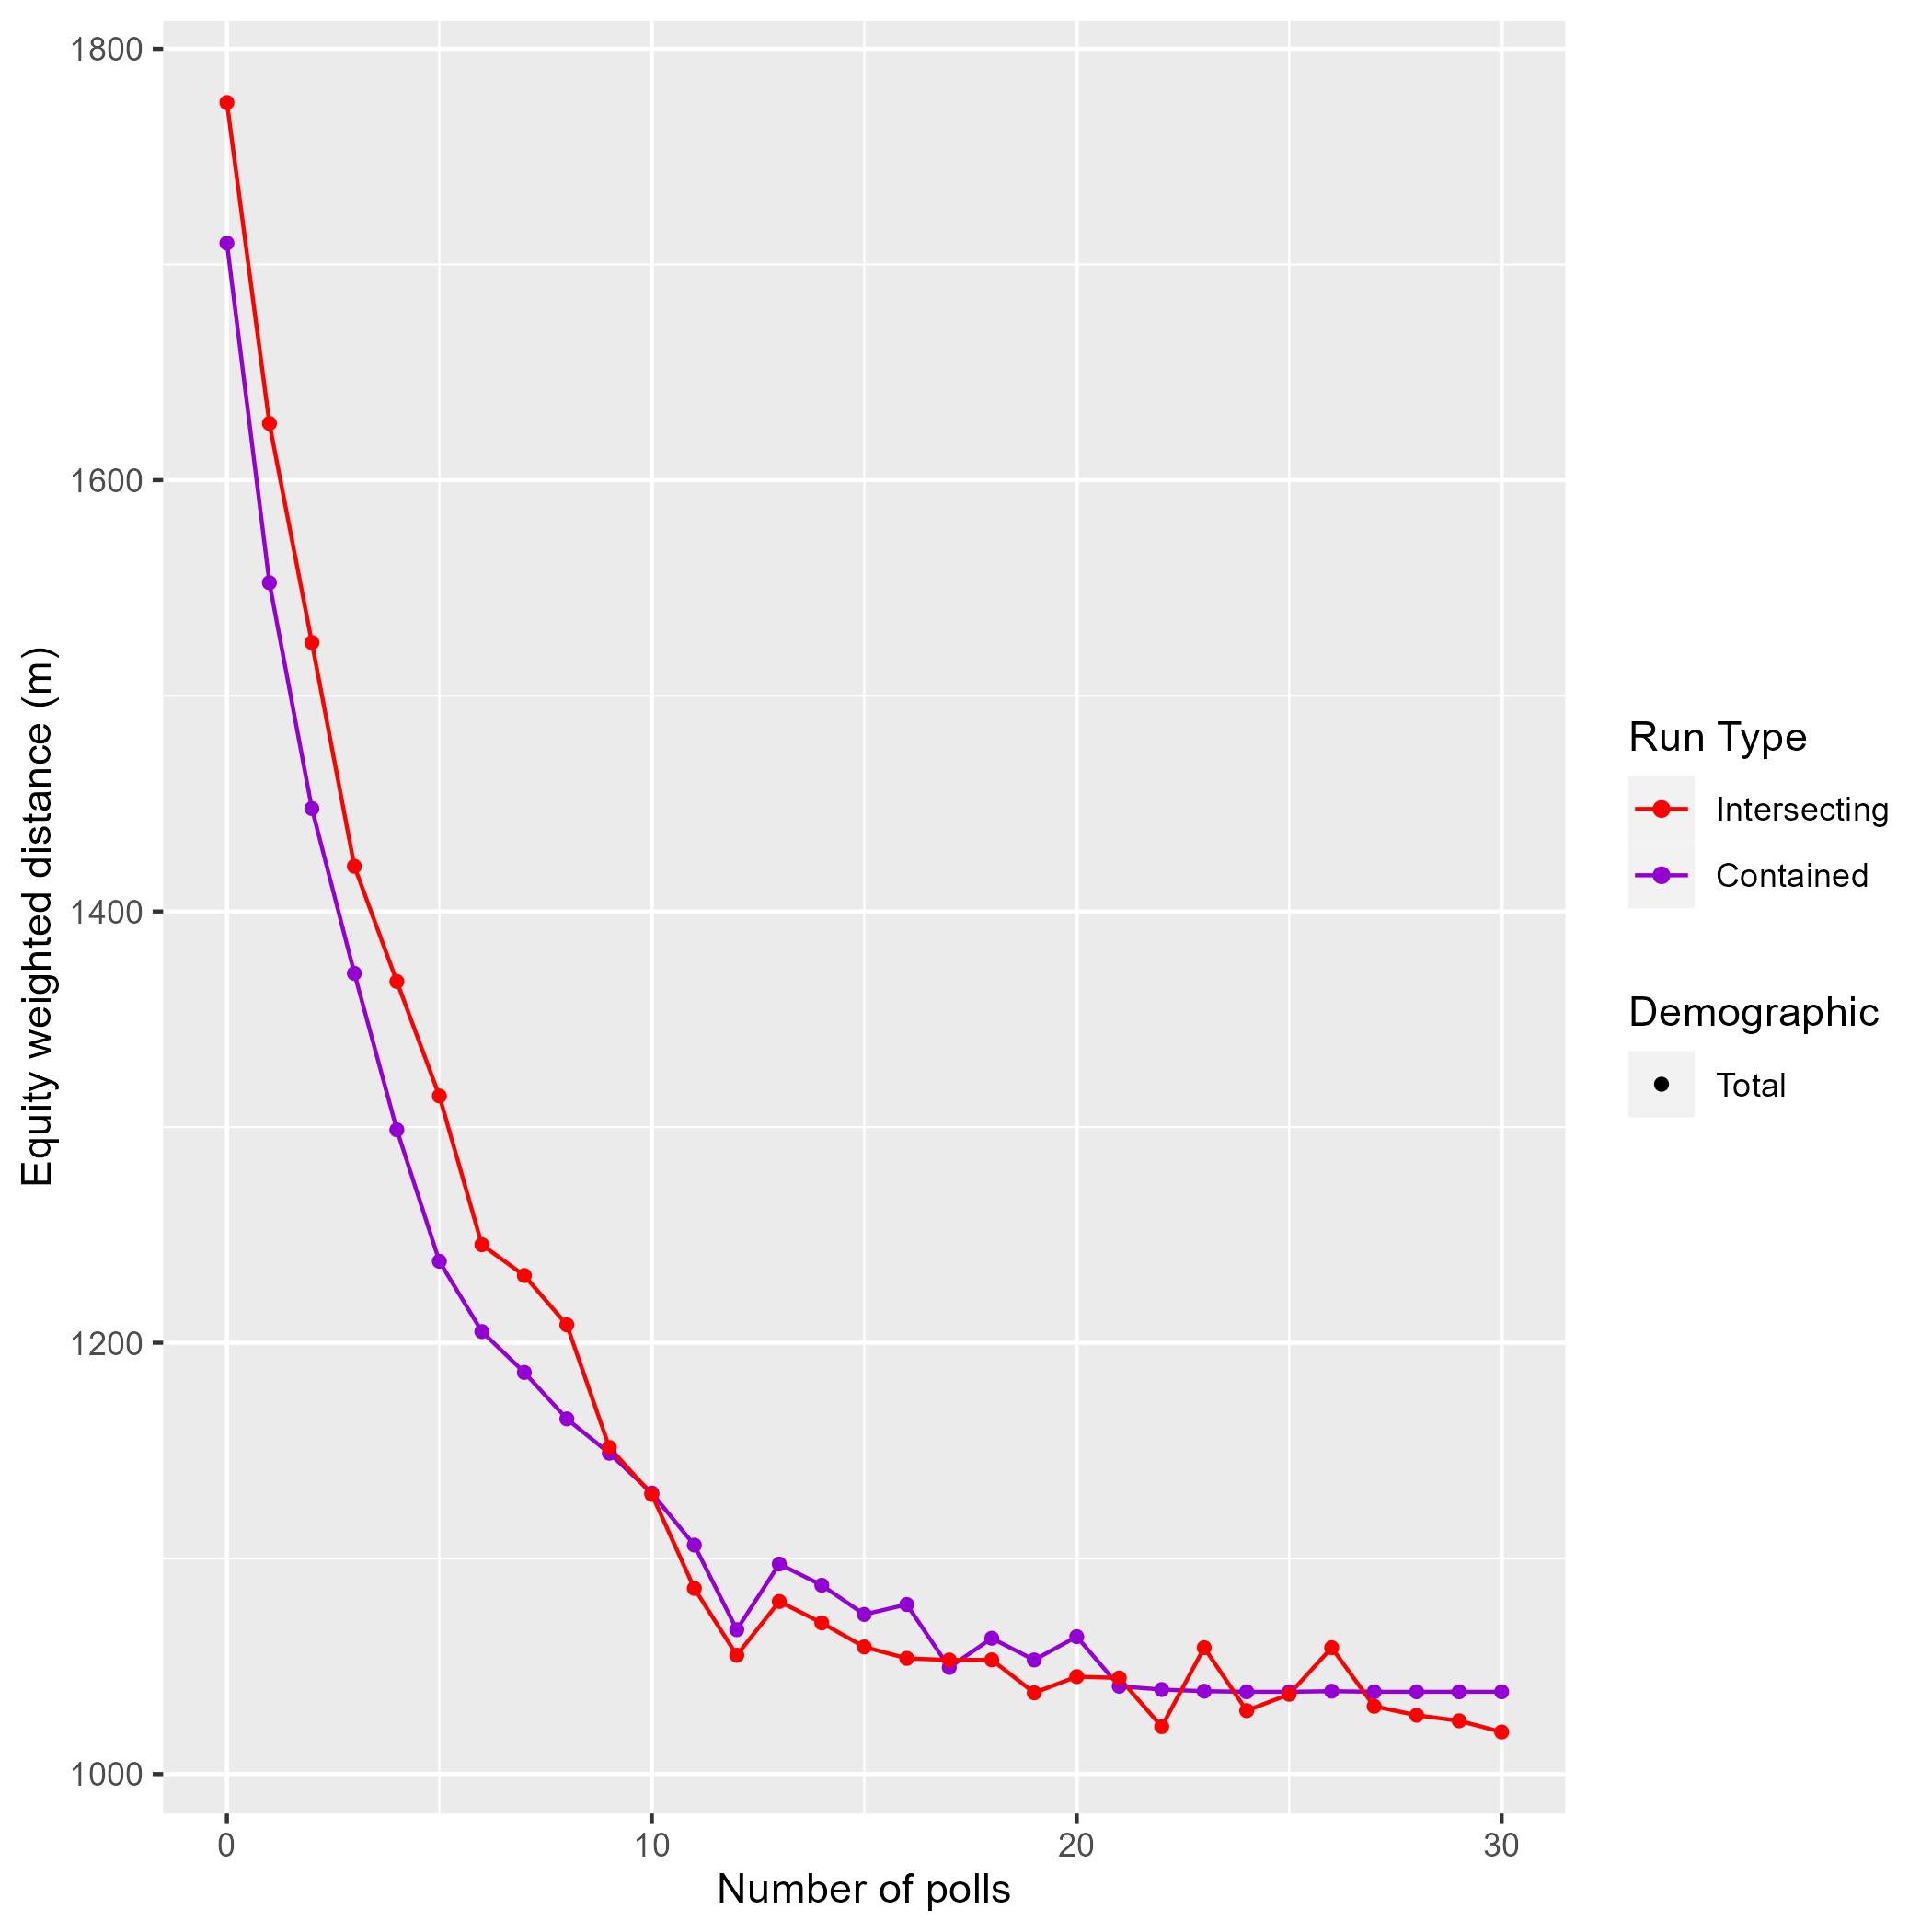 1800
1600
1400
1200
1000
Equity weighted distance (m)
0
10
20
30
Number of polls
Run Type
Intersecting
Contained
Demographic
Total